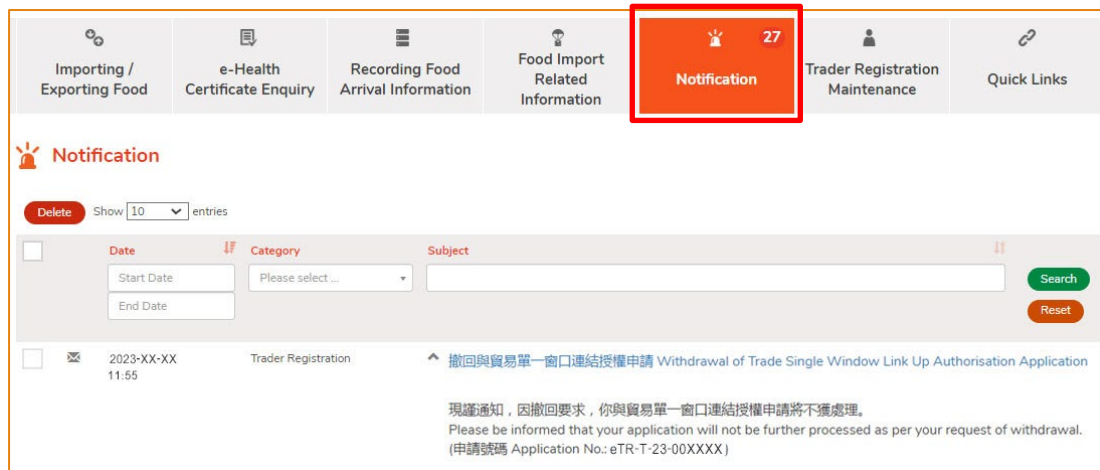 Importing /
Exporting Food
e-Health
Certificate Enquiry
Recording Food
Arrival Information
Food Import
Related
Information
Notification
27
Trader Registration
Maintenance
Quick Links
Notification
Delete Show 10 entries
Date Category Subject
Start Date Please select ... Search
End Date Reset
2023-XX-XX Trader Registration 撤回與貿易單一窗口連結授權申請 Withdrawal of Trade Single Window Link Up Authorisation Application
11:55
現謹通知，因撤回要求，你與貿易單一窗口連結授權申請將不獲處理。
Please be informed that your application will not be further processed as per your request of withdrawal.
(申請號碼 Application No.: eTR-T-23-00XXXX)